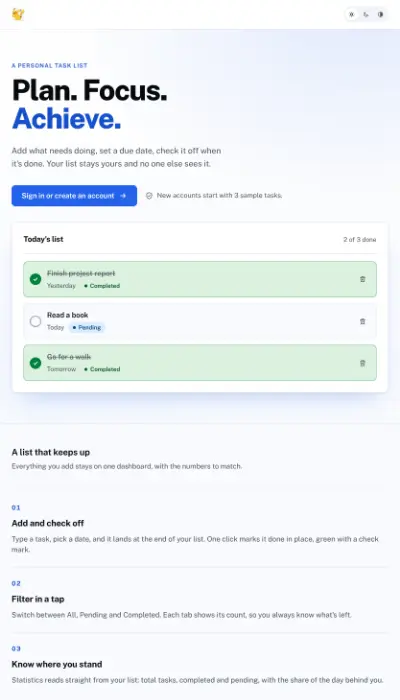 A PERSONAL TASK LIST
Plan. Focus.
Achieve.
Add what needs doing, set a due date, check it off when
it's done. Your list stays yours and no one else sees it.
Sign in or create an account →
New accounts start with 3 sample tasks.
Today's list
2 of 3 done
Finish project report
Yesterday
Completed
Read a book
Today
Pending
Go for a walk
Tomorrow
Completed
A list that keeps up
Everything you add stays on one dashboard, with the numbers to match.
01
Add and check off
Type a task, pick a date, and it lands at the end of your list. One click marks it done in place, green with a check
mark.
02
Filter in a tap
Switch between All, Pending and Completed. Each tab shows its count, so you always know what's left.
03
Know where you stand
Statistics reads straight from your list: total tasks, completed and pending, with the share of the day behind you.